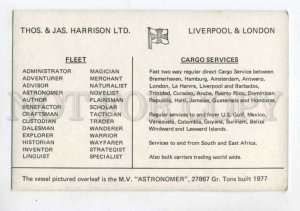 THOS. & JAS. HARRISON LTD.
LIVERPOOL & LONDON
FLEET
ADMINISTRATOR MAGICIAN
ADVENTURER MERCHANT
ADVISOR NATURALIST
ASTRONOMER NOVELIST
AUTHOR PLAINSMAN
BENEFACTOR SCHOLAR
CRAFTSMAN TACTICIAN
CUSTODIAN TRADER
DALESMAN WANDERER
EXPLORER WARRIOR
HISTORIAN WAYFARER
INVENTOR SPECIALIST
LINGUIST STRATEGIST
CARGO SERVICES
Fast two way regular direct Cargo Service between
Bremerhaven, Hamburg, Amsterdam, Antwerp,
London, Le Havre, Liverpool and Barbados,
Trinidad, Curacao, Aruba, Puerto Rico, Dominican
Republic, Haiti, Jamaica, Guatemala and Honduras
Regular services to and from U.S. Gulf, Mexico,
Venezuela, Columbia, Guyana, Surinam, Belize
Windward and Leeward Islands.
Services to and from South and East Africa.
Also bulk carriers trading world wide.
The vessel pictured overleaf is the M.V. "ASTRONOMER", 27867 Gr. Tons built 1977